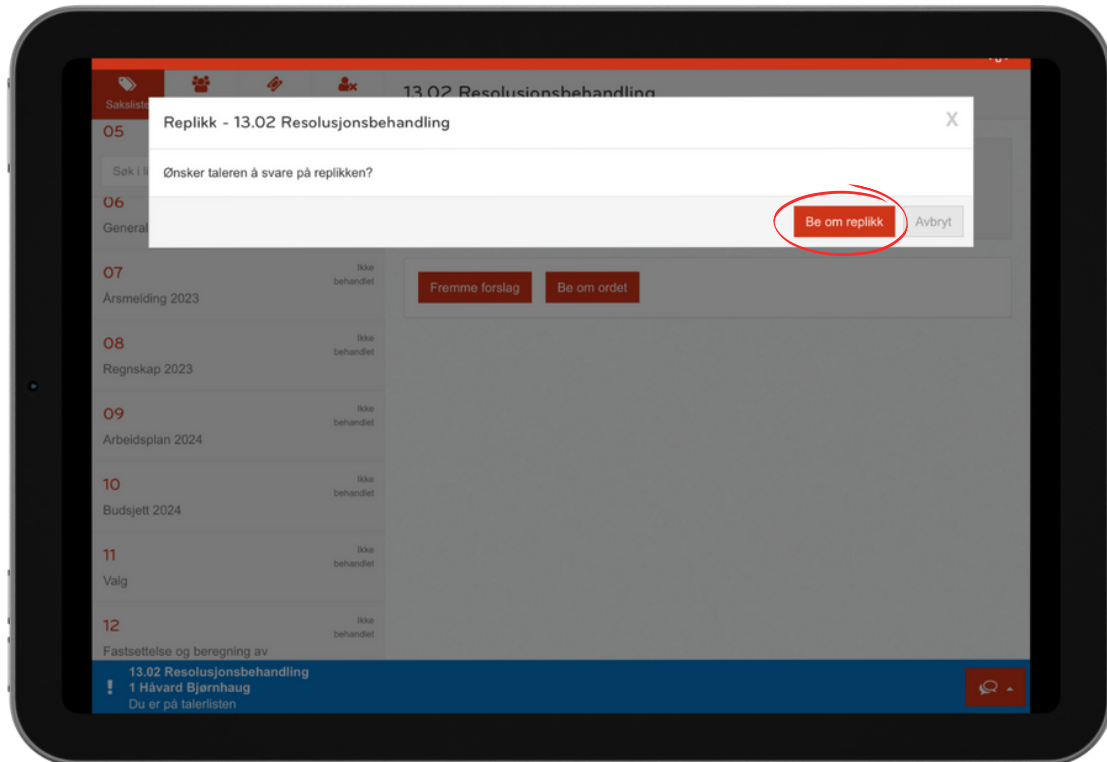 Saksliste
13.02 Resolusjonsbehandling
Replikk - 13.02 Resolusjonsbehandling
X
Ønsker taleren å svare på replikken?
Be om replikk
Avbryt
05
Søk i
06
General
07
Ikke
behandlet
Årsmelding 2023
Fremme forslag
Be om ordet
08
Ikke
behandlet
Regnskap 2023
09
Ikke
behandlet
Arbeidsplan 2024
10
Ikke
behandlet
Budsjett 2024
11
Ikke
behandlet
Valg
12
Ikke
behandlet
Fastsettelse og beregning av
13.02 Resolusjonsbehandling
1 Håvard Bjørnhaug
Du er på talerlisten